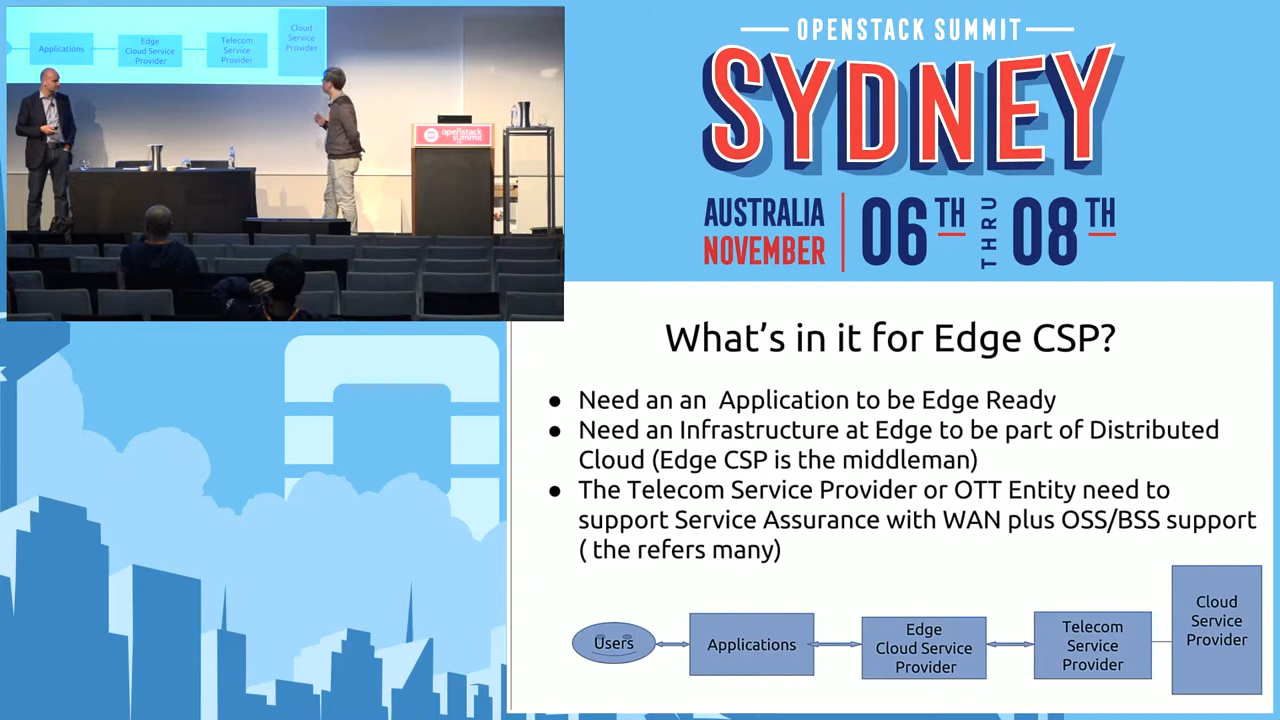 Applications
Edge
Cloud Service
Provider
Telecom
Service
Provider
Cloud
Service
Provider
openstack
summit
OPENSTACK SUMMIT
SYDNEY
AUSTRALIA
NOVEMBER
06TH THRU 08TH
What's in it for Edge CSP?
● Need an an Application to be Edge Ready
● Need an Infrastructure at Edge to be part of Distributed
Cloud (Edge CSP is the middleman)
● The Telecom Service Provider or OTT Entity need to
support Service Assurance with WAN plus OSS/BSS support
( the refers many)
Users
Applications
Edge
Cloud Service
Provider
Telecom
Service
Provider
Cloud
Service
Provider